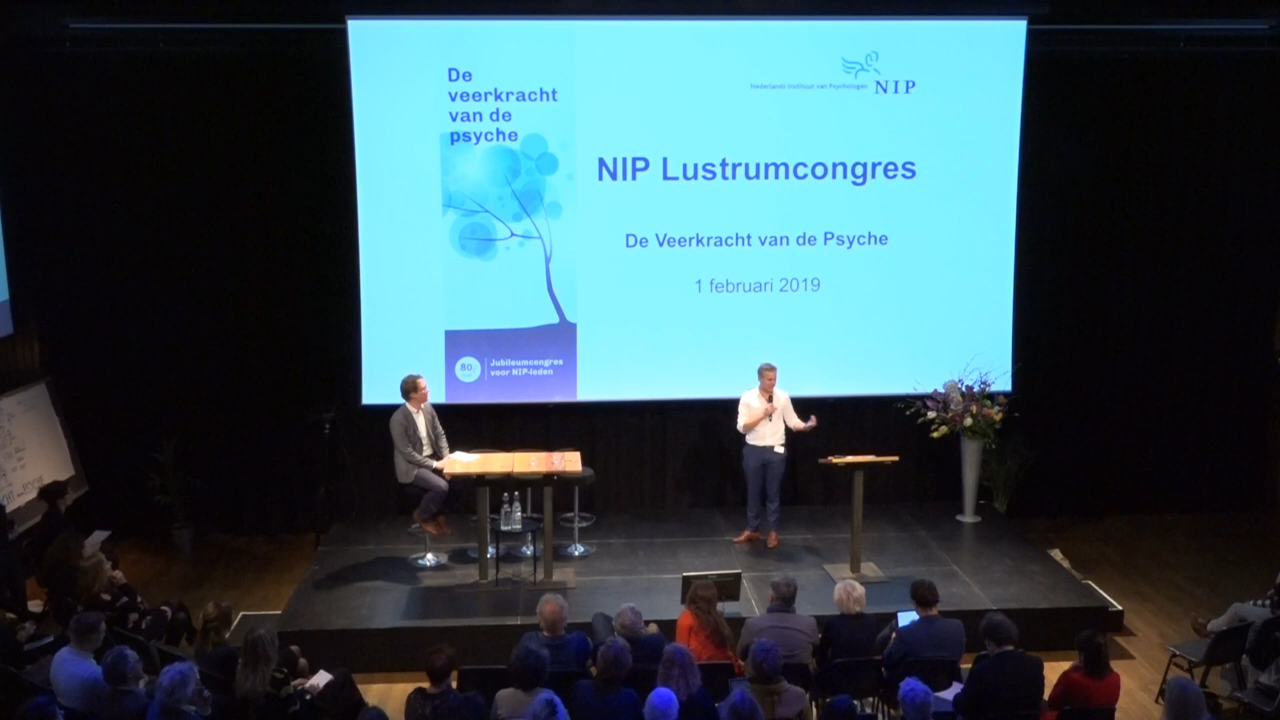 De
veerkracht
van de
psyche
Nederlands Instituut van Psychologen NIP
NIP Lustrumcongres
De Veerkracht van de Psyche
1 februari 2019
80
Jubileumcongres
voor NIP-leden